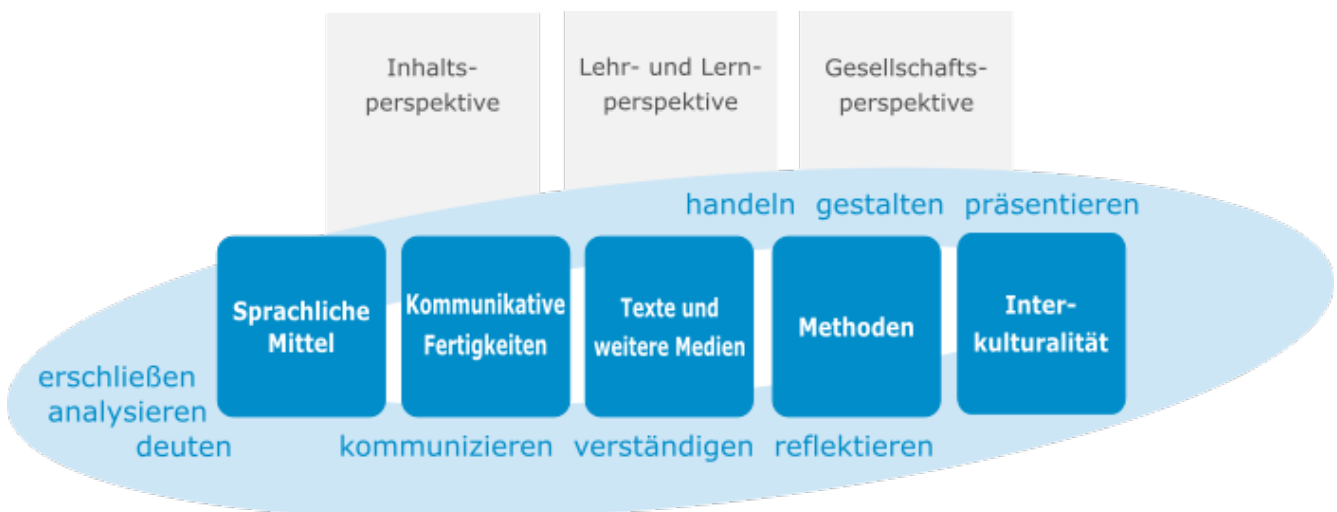 Inhalts-
perspektive
Lehr- und Lern-
perspektive
Gesellschafts-
perspektive
handeln gestalten präsentieren
Sprachliche
Mittel
Kommunikative
Fertigkeiten
Texte und
weitere Medien
Methoden
Inter-
kulturalität
erschließen
analysieren
deuten
kommunizieren verständigen reflektieren